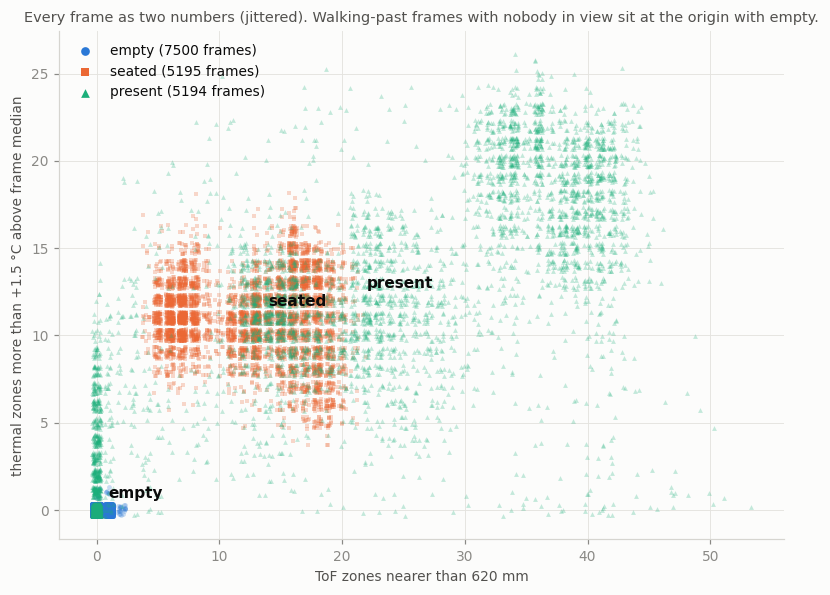 Every frame as two numbers (jittered). Walking-past frames with nobody in view sit at the origin with empty.
empty (7500 frames)
seated (5195 frames)
present (5194 frames)
thermal zones more than +1.5 °C above frame median
25
20
15
10
5
0
present
seated
empty
0
10
20
30
40
50
ToF zones nearer than 620 mm